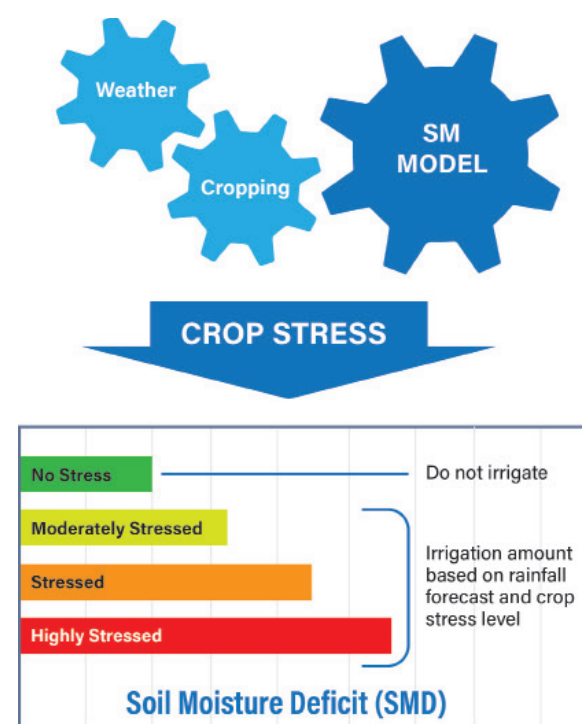 Weather
SM
MODEL
Cropping
CROP STRESS
No Stress
Do not irrigate
Moderately Stressed
Stressed
Highly Stressed
Irrigation amount
based on rainfall
forecast and crop
stress level
Soil Moisture Deficit (SMD)